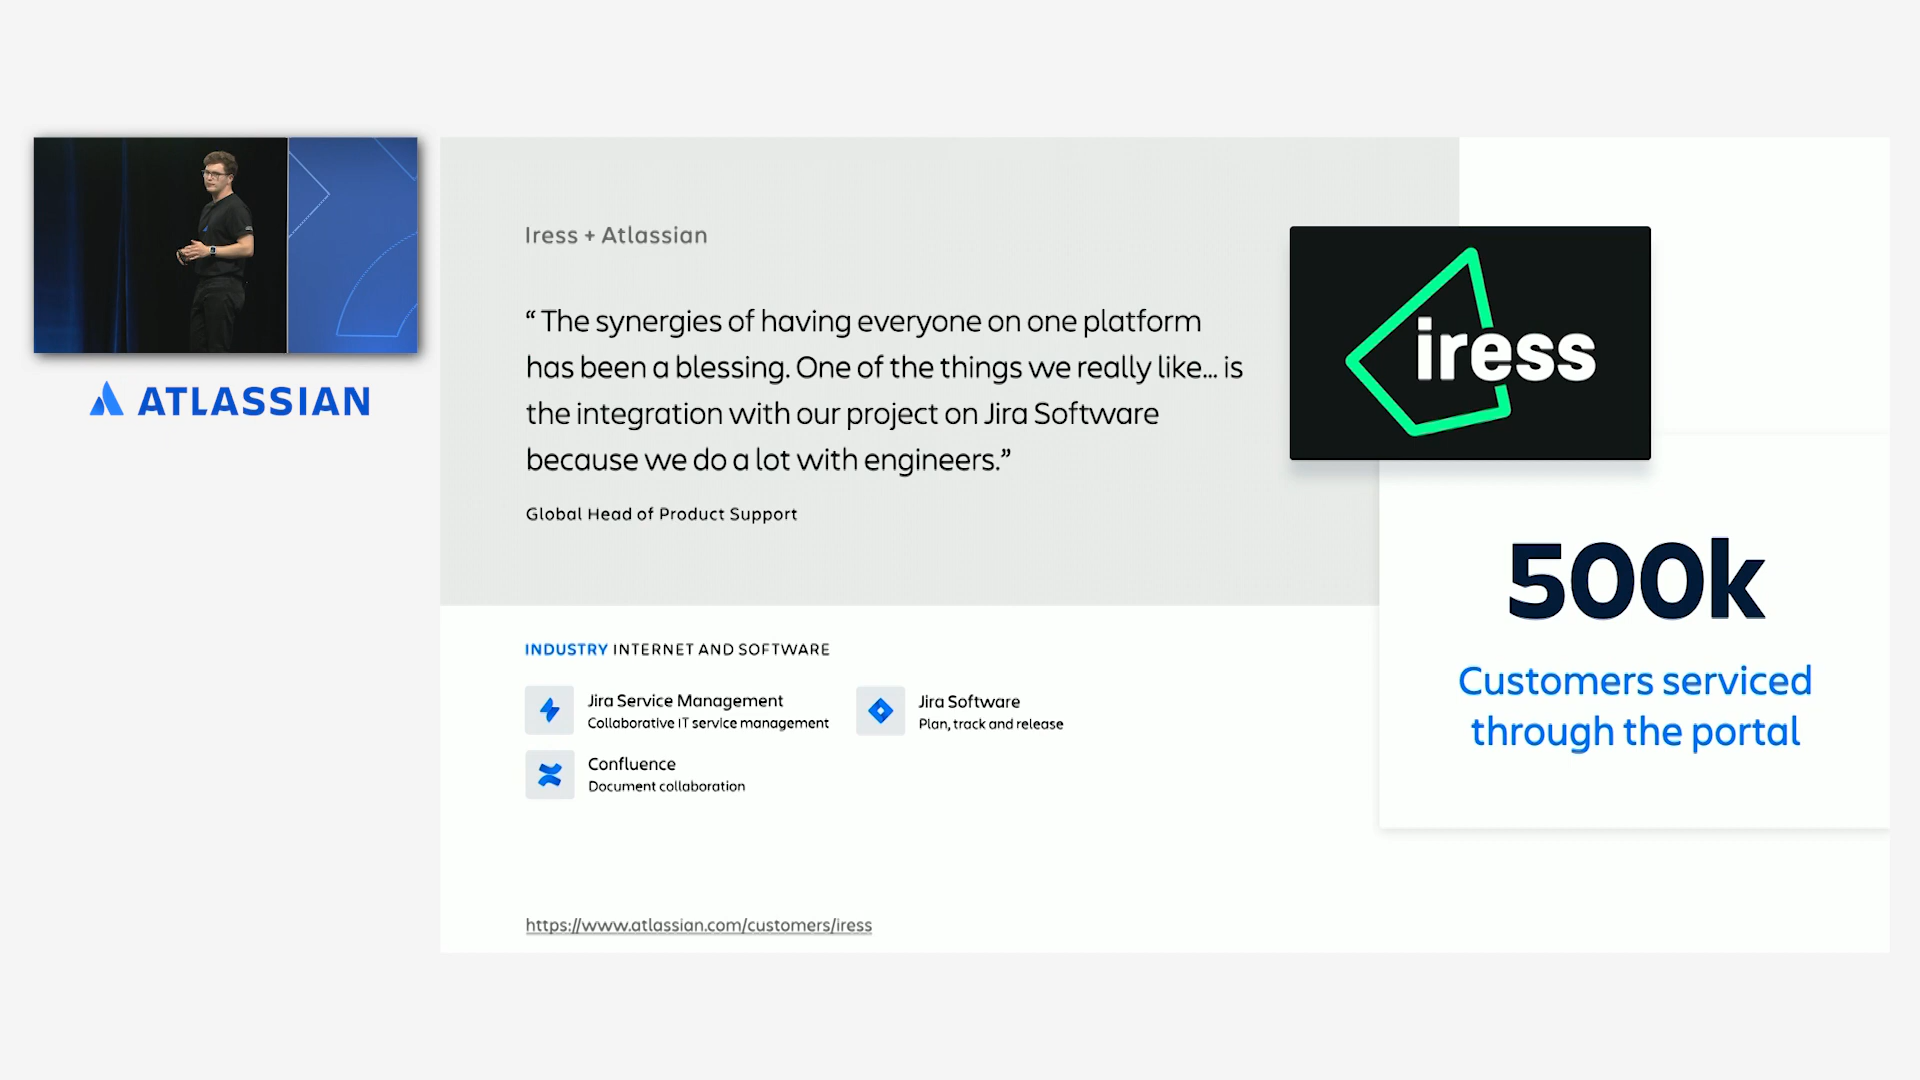 ATLASSIAN
Iress + Atlassian
“ The synergies of having everyone on one platform
has been a blessing. One of the things we really like... is
the integration with our project on Jira Software
because we do a lot with engineers.”
Global Head of Product Support
iress
500k
Customers serviced
through the portal
INDUSTRY INTERNET AND SOFTWARE
Jira Service Management
Collaborative IT service management
Jira Software
Plan, track and release
Confluence
Document collaboration
https://www.atlassian.com/customers/iress